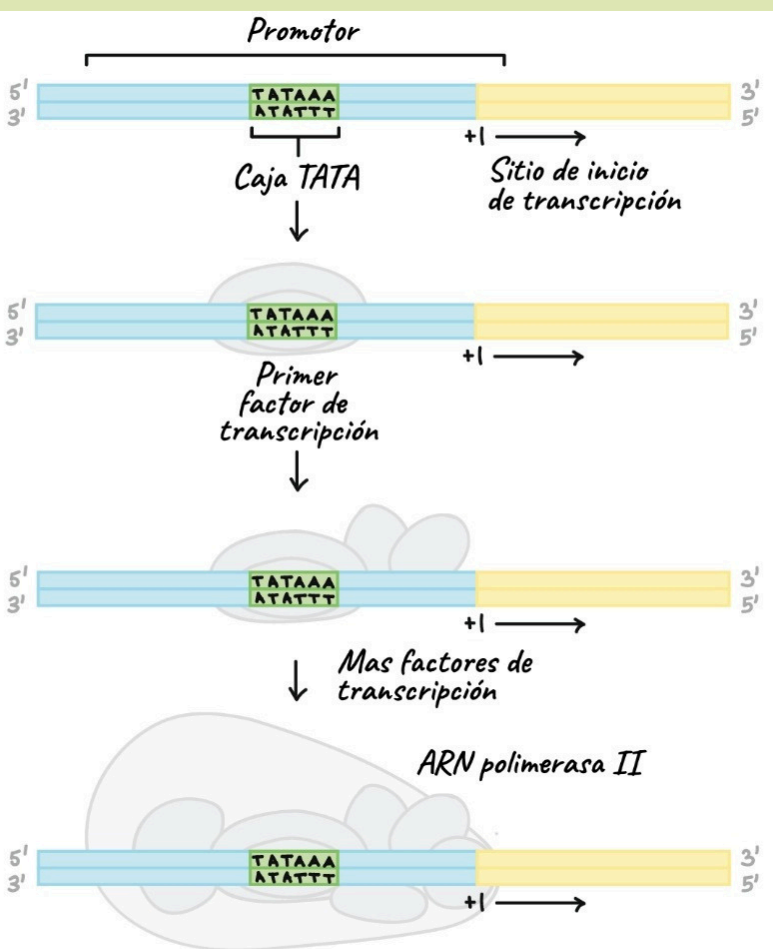 Promotor
5' TATAAA 3'
3' ATATTT 5'
+1
Caja TATA
Sitio de inicio
de transcripción
5' TATAAA 3'
3' ATATTT 5'
+1
Primer
factor de
transcripción
5' TATAAA 3'
3' ATATTT 5'
+1
Mas factores de
transcripción
ARN polimerasa II
5' TATAAA 3'
3' ATATTT 5'
+1